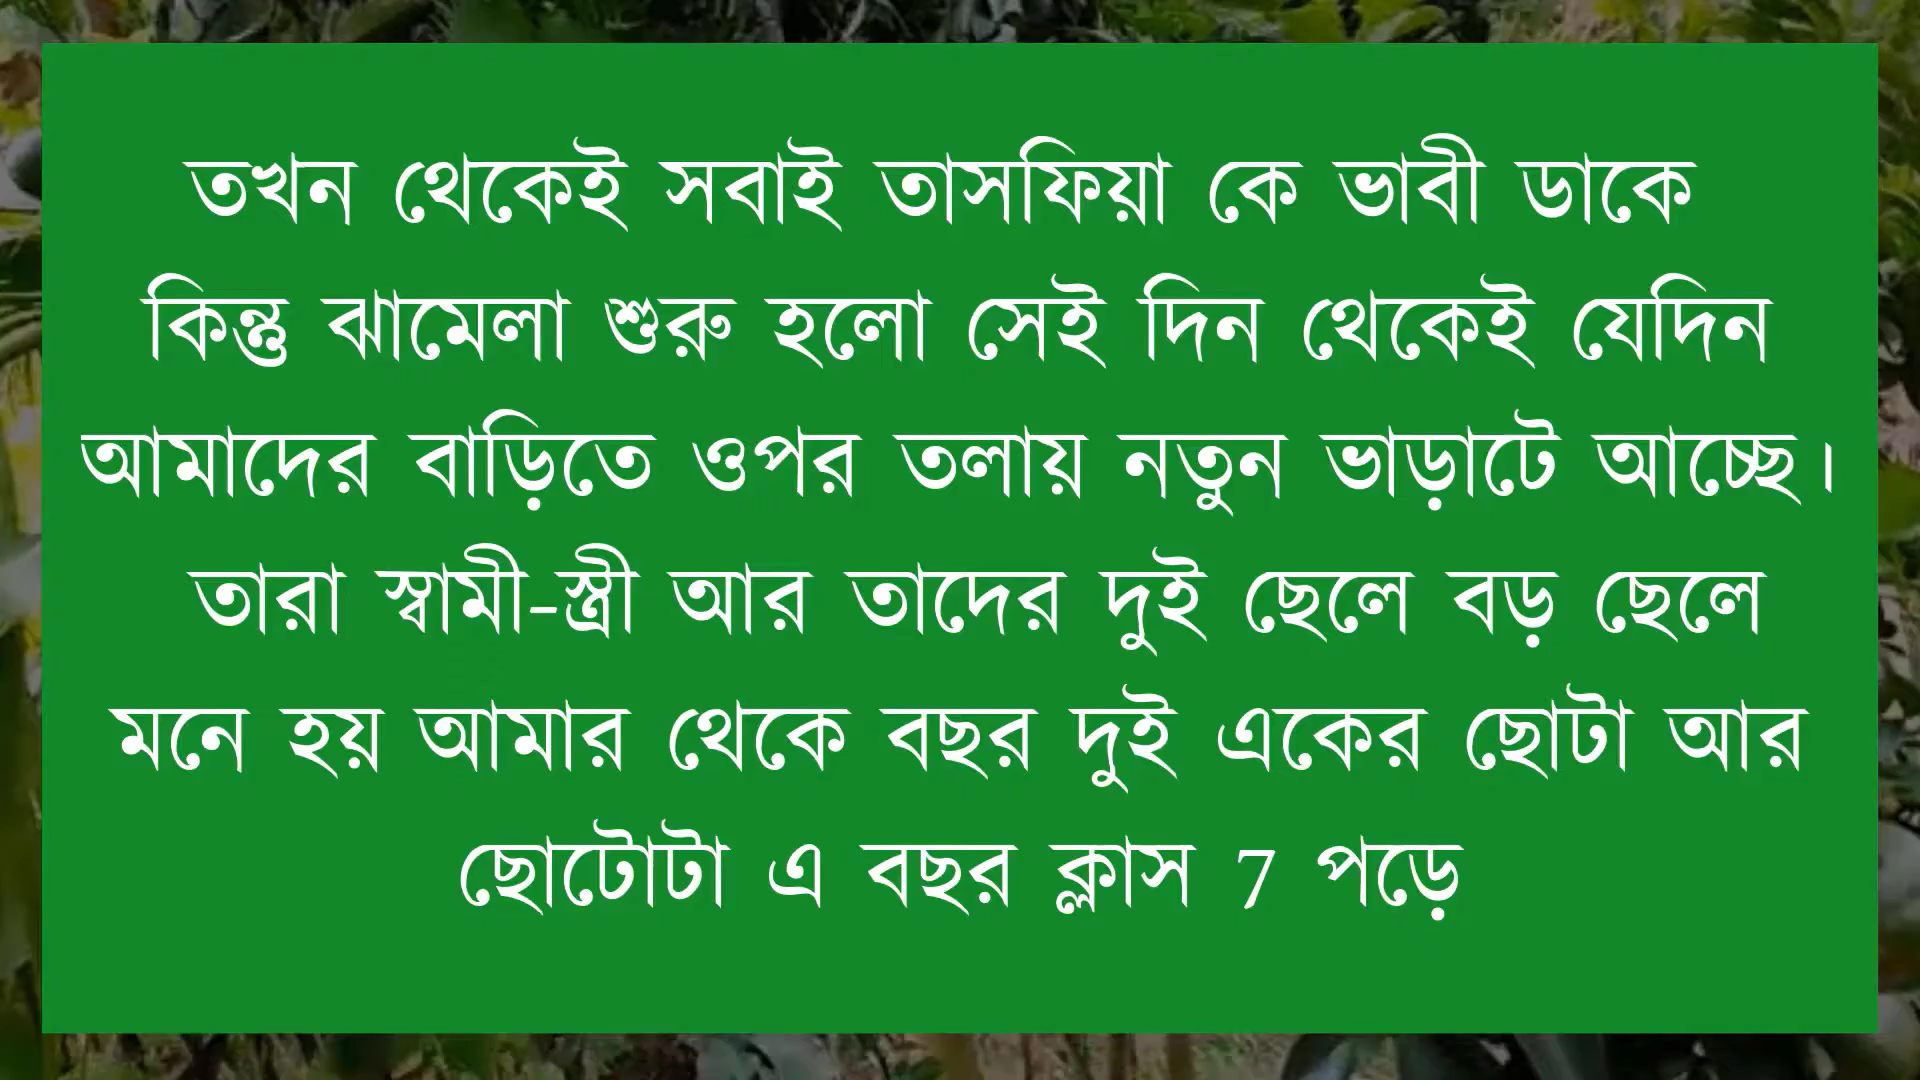 তখন থেকেই সবাই তাসফিয়া কে ভাবী ডাকে
কিন্তু ঝামেলা শুরু হলো সেই দিন থেকেই যেদিন
আমাদের বাড়িতে ওপর তলায় নতুন ভাড়াটে আচ্ছে।
তারা স্বামী-স্ত্রী আর তাদের দুই ছেলে বড় ছেলে
মনে হয় আমার থেকে বছর দুই একের ছোটা আর
ছোটোটা এ বছর ক্লাস 7 পড়ে